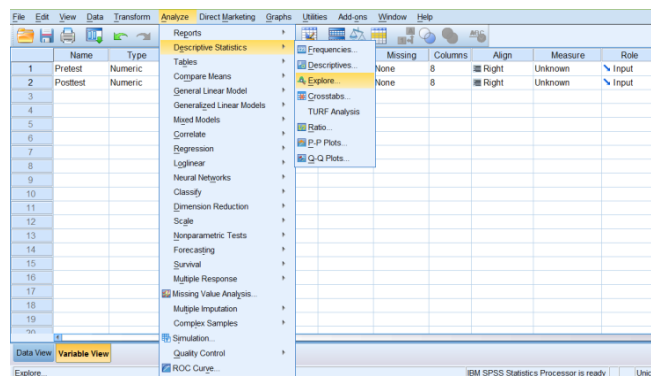 File Edit View Data Transform Analyze Direct Marketing Graphs Utilities Add-ons Window Help
Name Type Missing Columns Align Measure Role
1 Pretest Numeric None 8 Right Unknown Input
2 Posttest Numeric None 8 Right Unknown Input
3
4
5
6
7
8
9
10
11
12
13
14
15
16
17
18
19
20
Reports
Descriptive Statistics
Tables
Compare Means
General Linear Model
Generalized Linear Models
Mixed Models
Correlate
Regression
Loglinear
Neural Networks
Classify
Dimension Reduction
Scale
Nonparametric Tests
Forecasting
Survival
Multiple Response
Missing Value Analysis...
Multiple Imputation
Complex Samples
Simulation...
Quality Control
ROC Curve...
Frequencies...
Descriptives...
Explore...
Crosstabs...
TURF Analysis
Ratio...
P-P Plots...
Q-Q Plots...
Data View Variable View
Explore... IBM SPSS Statistics Processor is ready